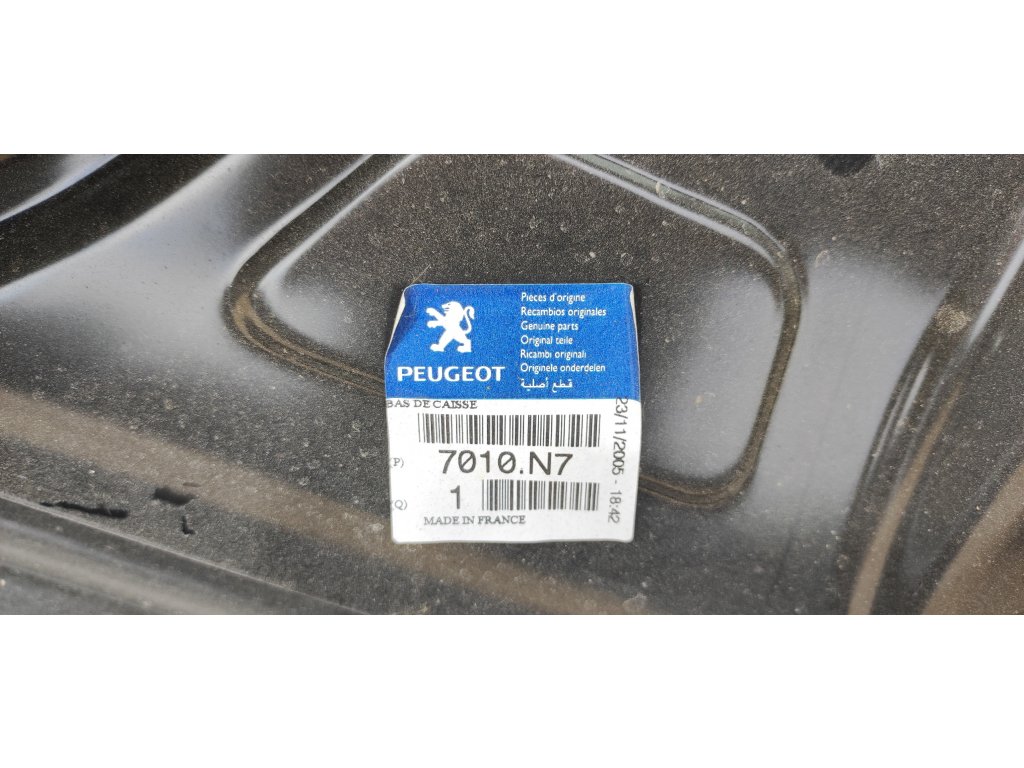 PEUGEOT
Pièces d'origine
Recambios originales
Genuine parts
Original teile
Ricambi originali
Originele onderdelen
قطع أصلية
BAS DE CAISSE
(P) 7010.N7
(Q) 1
MADE IN FRANCE
23/11/2005 - 18:42